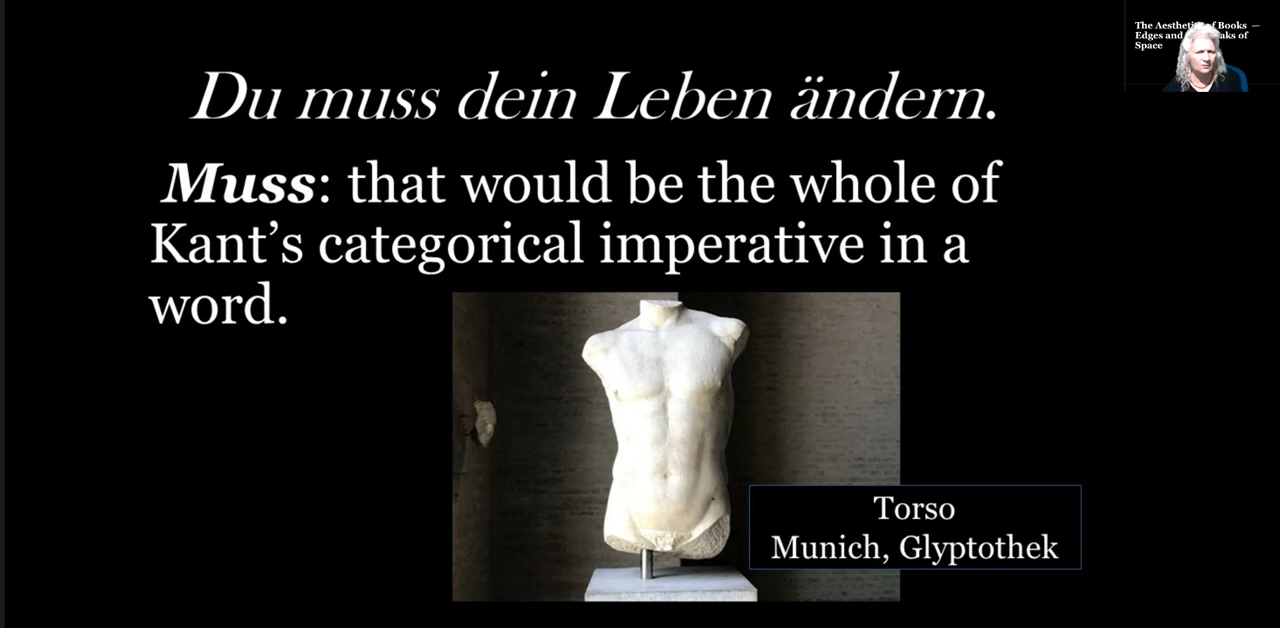 Du muss dein Leben ändern.
Muss: that would be the whole of
Kant’s categorical imperative in a
word.
Torso
Munich, Glyptothek
The of Books —
Edges and of
Space